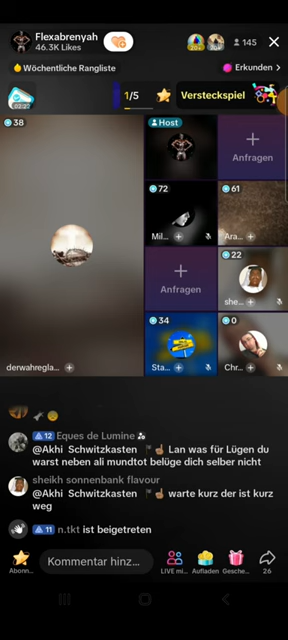 Flexabrenyah
46.3K Likes
145
Wöchentliche Rangliste
Erkunden >
1/5
Versteckspiel
38
Host
+
Anfragen
72
Mil...
61
Ara...
+
Anfragen
22
she...
derwahregla...
34
Sta...
0
Chr...
12 Eques de Lumine
@Akhi Schwitzkasten 🏴☝🏽 Lan was für Lügen du
warst neben ali mundtot belüge dich selber nicht
sheikh sonnenbank flavour
@Akhi Schwitzkasten 🏴☝🏽 warte kurz der ist kurz
weg
11 n.tkt ist beigetreten
Kommentar hinz...
Abonn...
LIVE mi...
Aufladen
Gesche...
26